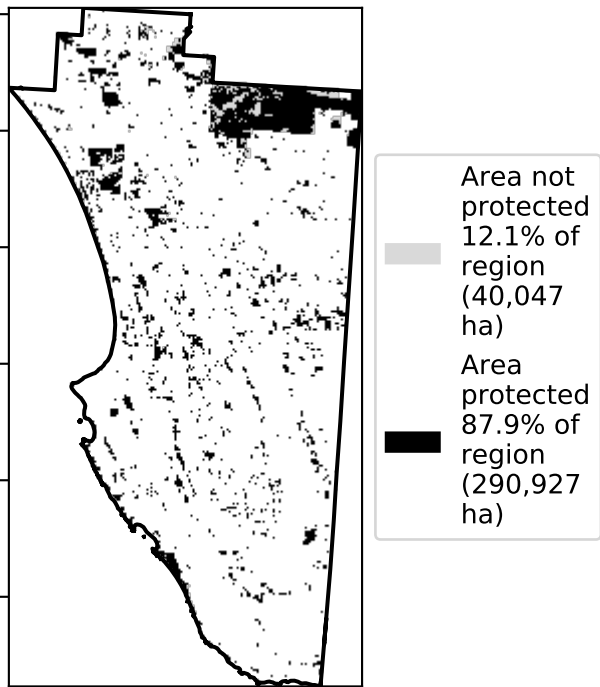 Area not
protected
12.1% of
region
(40,047
ha)
Area
protected
87.9% of
region
(290,927
ha)